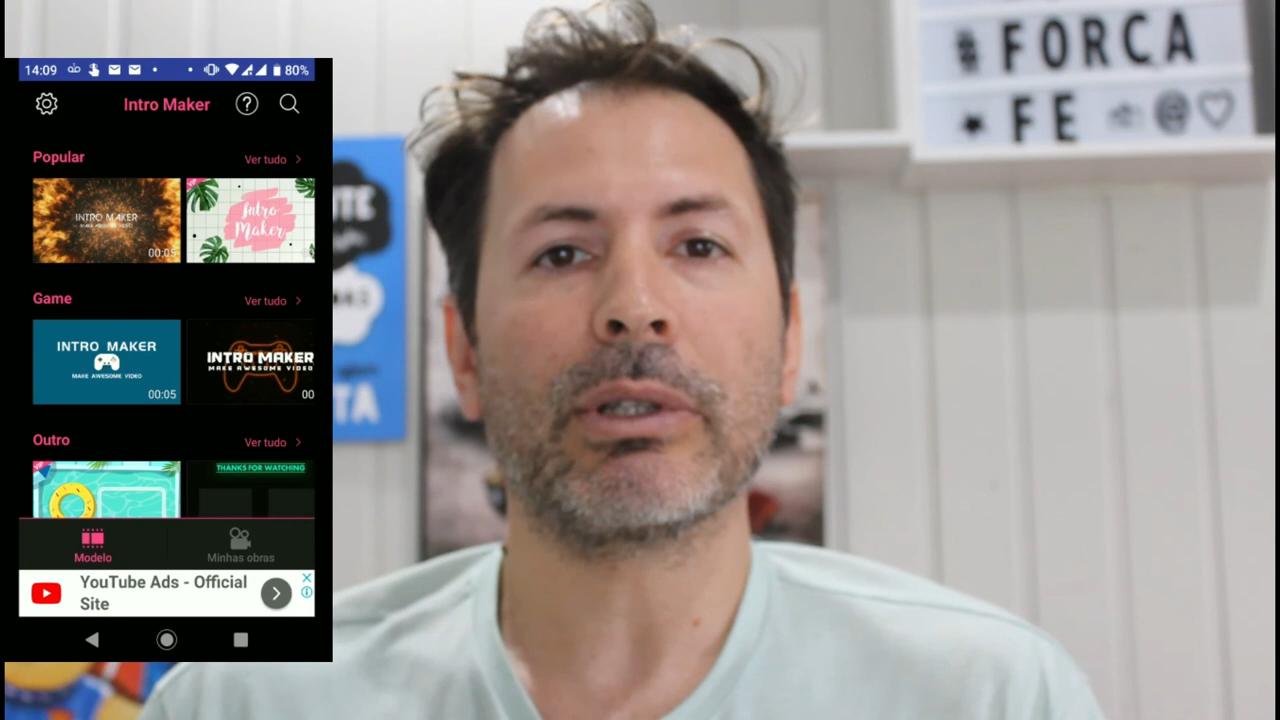 14:09
80%
Intro Maker
Popular
Ver tudo
INTRO MAKER
MAKE AWESOME VIDEO
00:05
Intro
Maker
Game
Ver tudo
INTRO MAKER
MAKE AWESOME VIDEO
00:05
INTRO MAKER
MAKE AWESOME VIDEO
00
Outro
Ver tudo
THANKS FOR WATCHING
Modelo
Minhas obras
YouTube Ads - Official
Site
# FORCA
FE @
TA